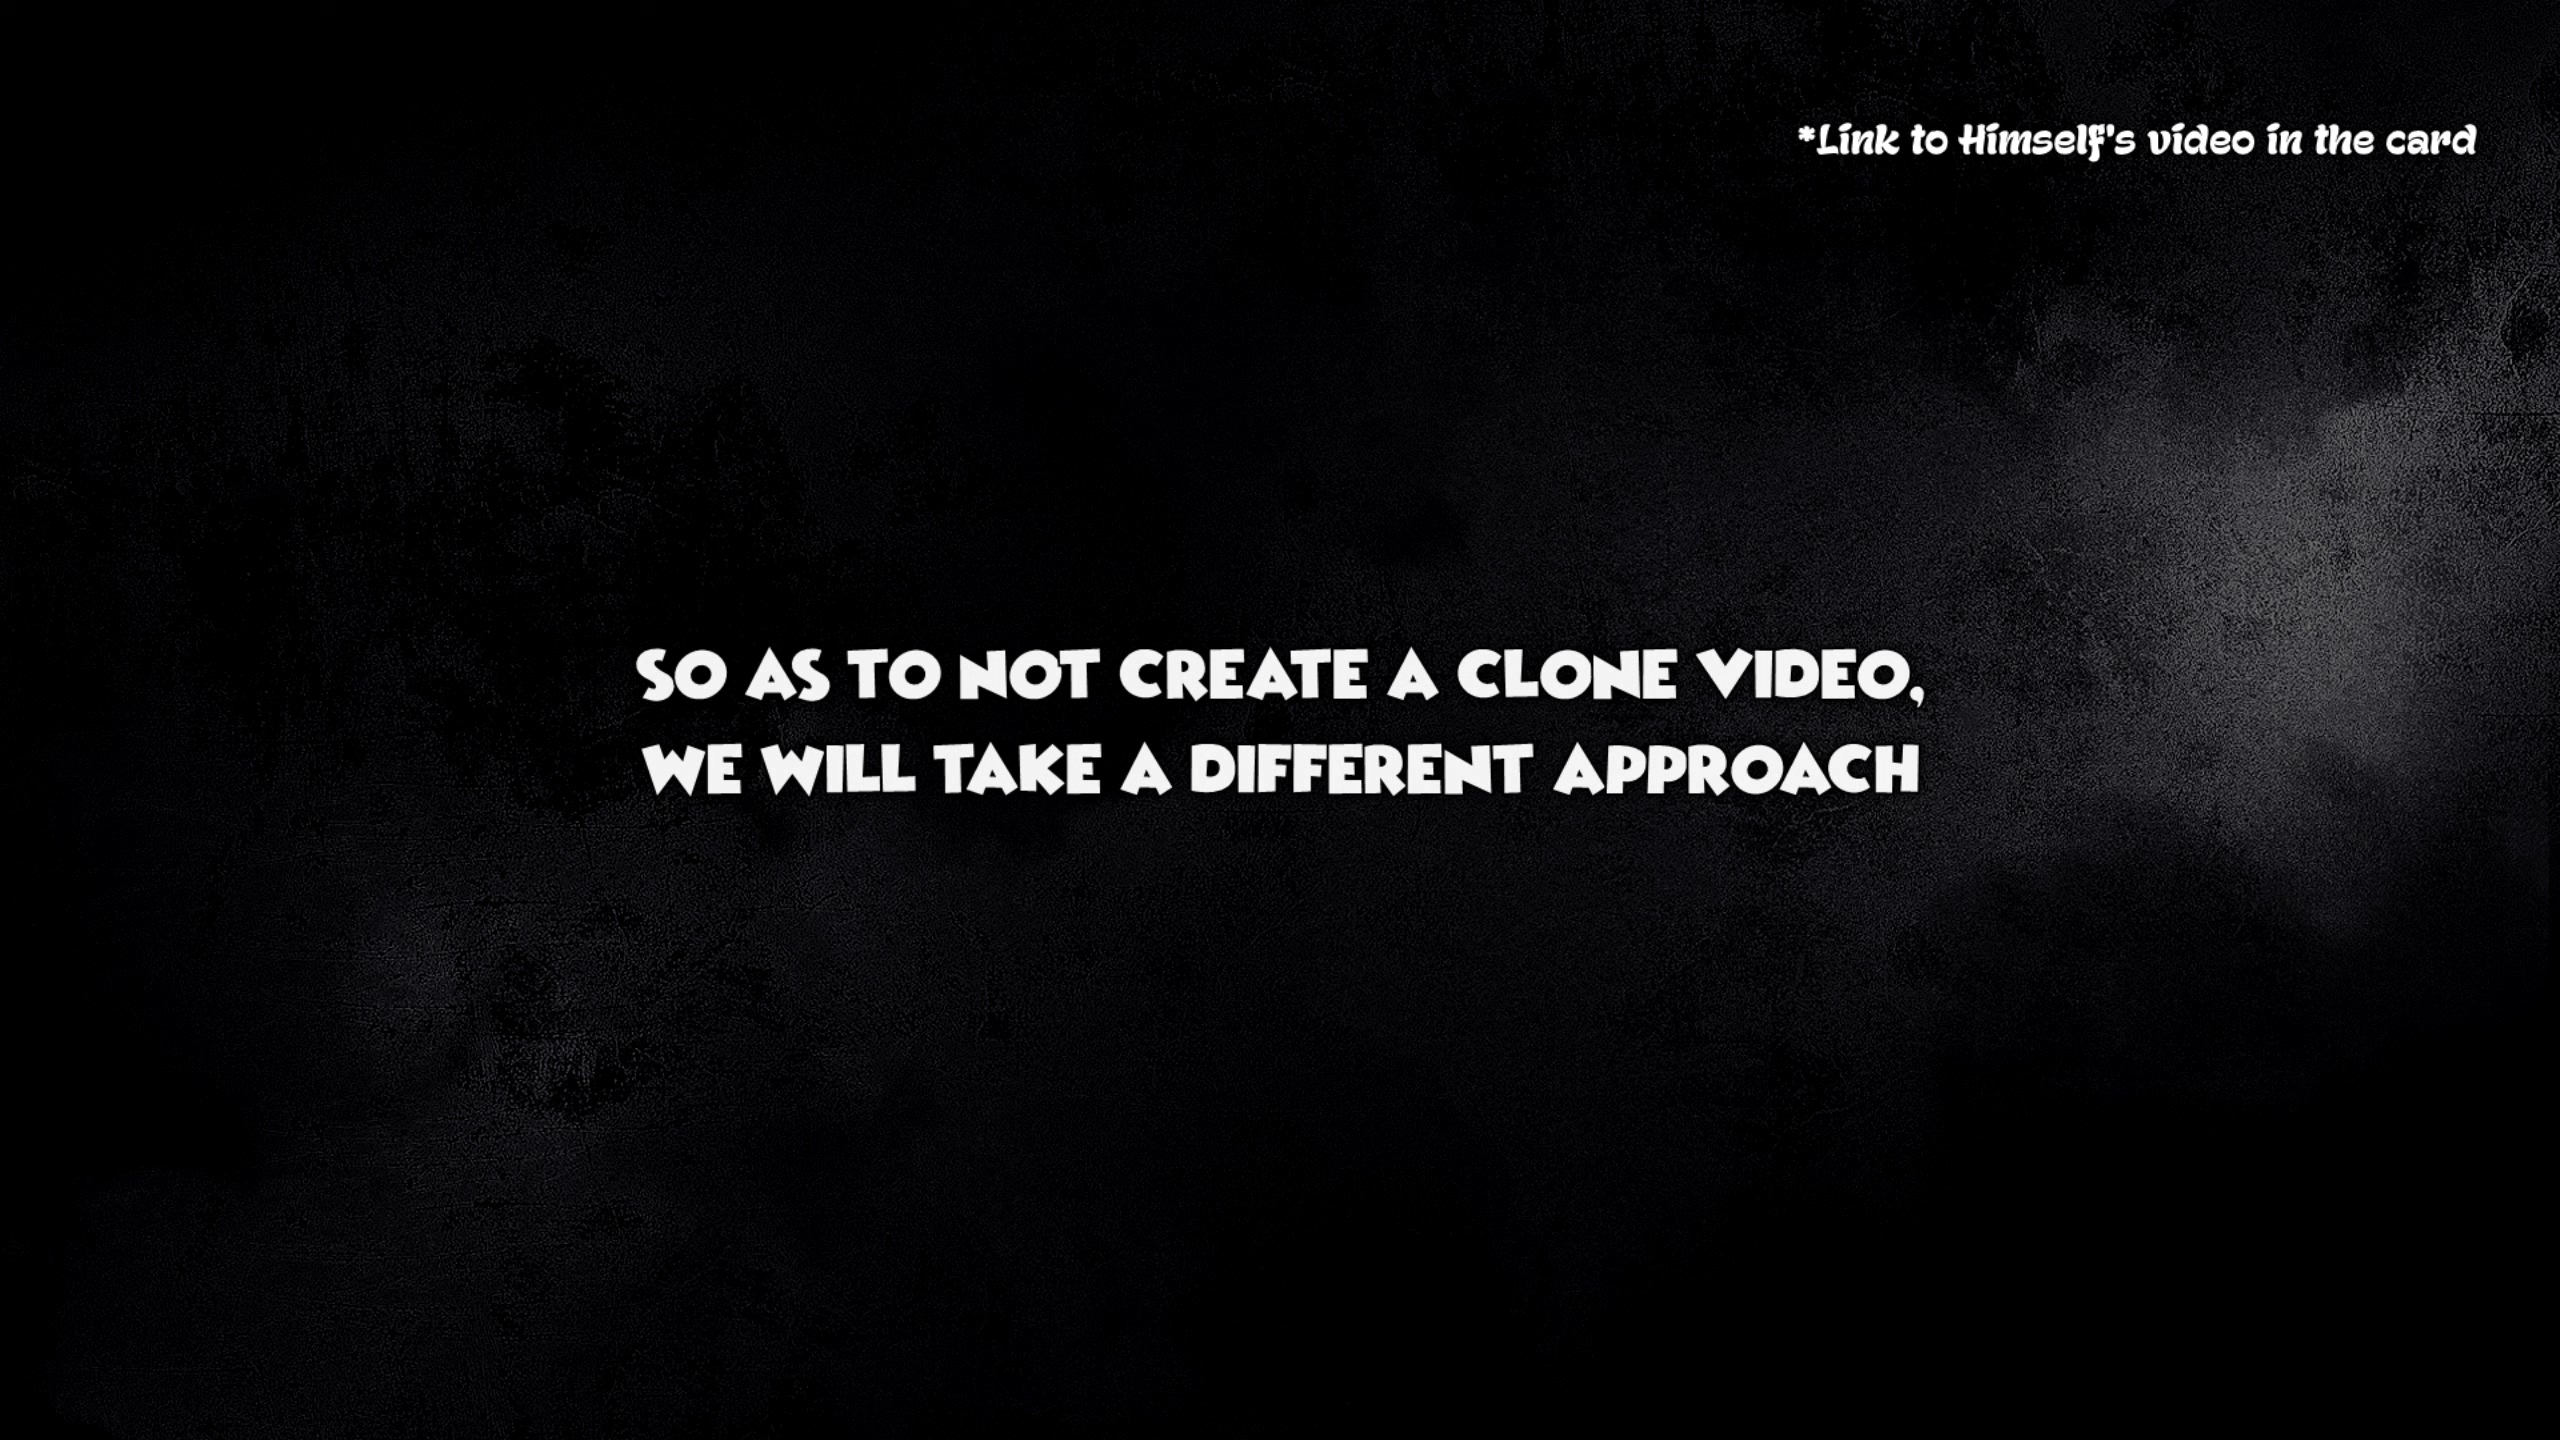 *Link to Himself's video in the card
SO AS TO NOT CREATE A CLONE VIDEO,
WE WILL TAKE A DIFFERENT APPROACH